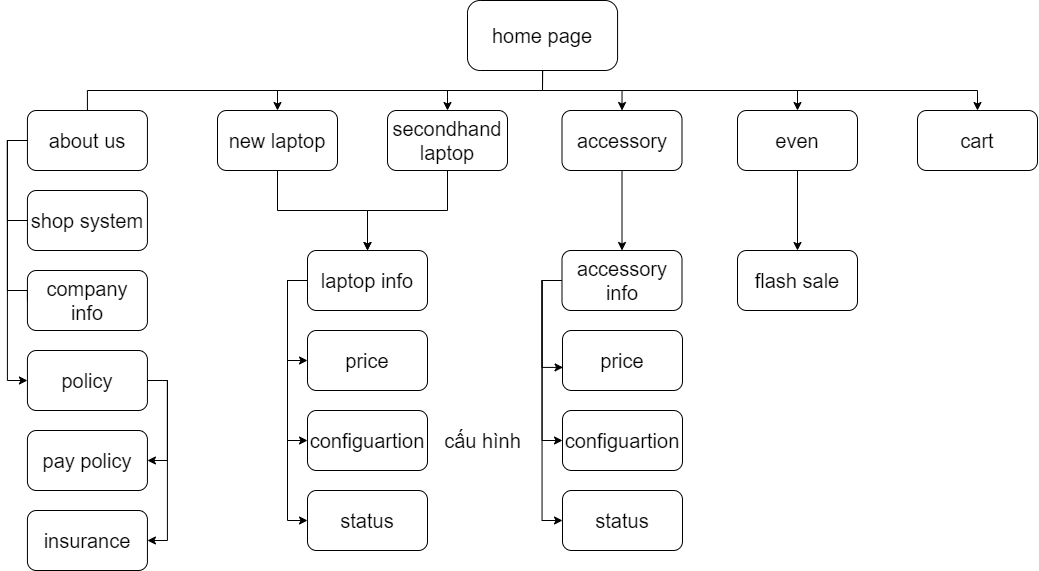 home page
about us
new laptop
secondhand
laptop
accessory
even
cart
shop system
company
info
policy
pay policy
insurance
laptop info
price
configuartion
cấu hình
status
accessory
info
price
configuartion
status
flash sale